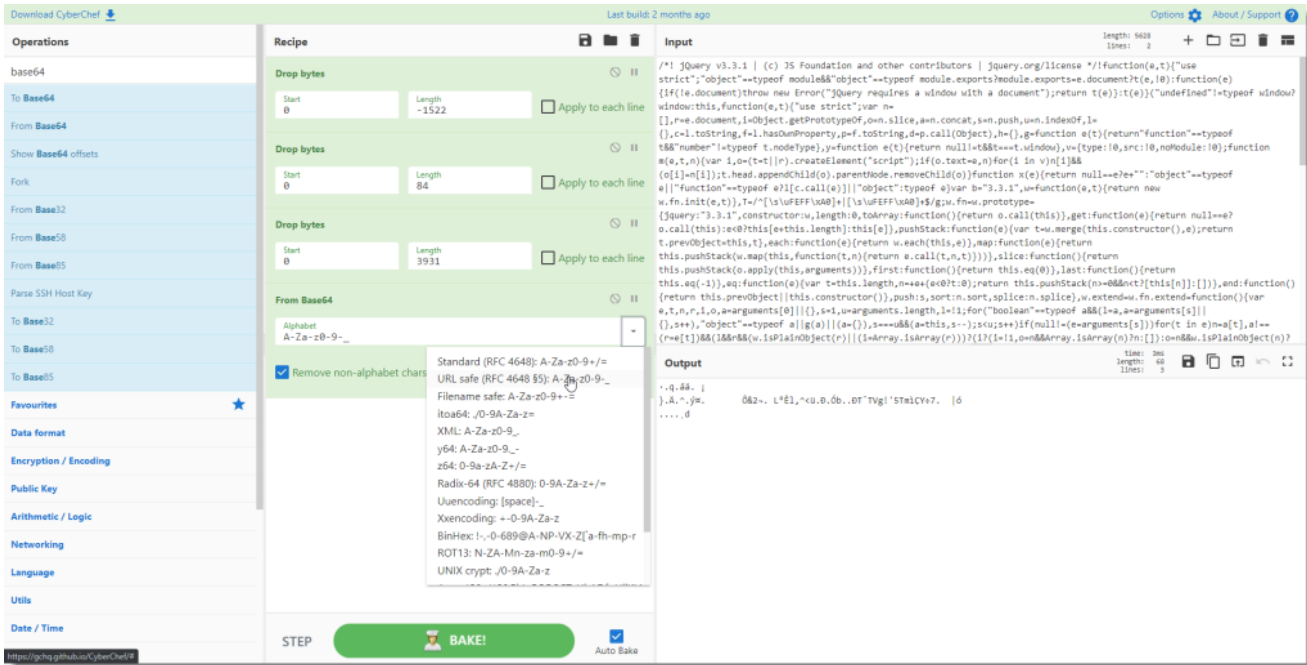 Download CyberChef
Last build: 2 months ago
Options
About / Support
Operations
base64
To Base64
From Base64
Show Base64 offsets
Fork
From Base32
From Base58
From Base85
Parse SSH Host Key
To Base32
To Base58
To Base85
Favourites
Data format
Encryption / Encoding
Public Key
Arithmetic / Logic
Networking
Language
Utils
Date / Time
https://gchq.github.io/CyberChef/#
Recipe
Drop bytes
Start
0
Length
-1522
Apply to each line
Drop bytes
Start
0
Length
84
Apply to each line
Drop bytes
Start
0
Length
3931
Apply to each line
From Base64
Alphabet
A-Za-z0-9-_
Remove non-alphabet chars
Standard (RFC 4648): A-Za-z0-9+/=
URL safe (RFC 4648 §5): A-Za-z0-9-_
Filename safe: A-Za-z0-9+-=
itoa64: ./0-9A-Za-z=
XML: A-Za-z0-9_.
y64: A-Za-z0-9._-
z64: 0-9a-zA-Z+/=
Radix-64 (RFC 4880): 0-9A-Za-z+/=
Uuencoding: [space]-_
Xxencoding: +-0-9A-Za-z
BinHex: !-,-0-689@A-NP-VX-Z[`a-fh-mp-r
ROT13: N-ZA-Mn-za-m0-9+/=
UNIX crypt: ./0-9A-Za-z
STEP
BAKE!
Auto Bake
Input
length: 5628
lines: 2
/*! jQuery v3.3.1 | (c) JS Foundation and other contributors | jquery.org/license */!function(e,t){"use
strict";"object"==typeof module&&"object"==typeof module.exports?module.exports=e.document?t(e,!0):function(e)
{if(!e.document)throw new Error("jQuery requires a window with a document");return t(e)}:t(e)}("undefined"!=typeof window?
window:this,function(e,t){"use strict";var n=
[],r=e.document,i=Object.getPrototypeOf,o=n.slice,a=n.concat,s=n.push,u=n.indexOf,l=
{},c=l.toString,f=l.hasOwnProperty,p=f.toString,d=p.call(Object),h={},g=function e(t){return"function"==typeof
t&&"number"!=typeof t.nodeType},y=function e(t){return null!=t&&t===t.window},v={type:!0,src:!0,noModule:!0};function
m(e,t,n){var i,o=(t=t||r).createElement("script");if(o.text=e,n)for(i in v)n[i]&&
(o[i]=n[i]);t.head.appendChild(o).parentNode.removeChild(o)}function x(e){return null==e?e+"":"object"==typeof
e||"function"==typeof e?l[c.call(e)]||"object":typeof e}var b="3.3.1",w=function(e,t){return new
w.fn.init(e,t)},T=/^[\s\uFEFF\xA0]+|[\s\uFEFF\xA0]+$/g;w.fn=w.prototype=
{jquery:"3.3.1",constructor:w,length:0,toArray:function(){return o.call(this)},get:function(e){return null==e?
o.call(this):e<0?this[e+this.length]:this[e]},pushStack:function(e){var t=w.merge(this.constructor(),e);return
t.prevObject=this,t},each:function(e){return w.each(this,e)},map:function(e){return
this.pushStack(w.map(this,function(t,n){return e.call(t,n,t)}))},slice:function(){return
this.pushStack(o.apply(this,arguments))},first:function(){return this.eq(0)},last:function(){return
this.eq(-1)},eq:function(e){var t=this.length,n=+e+(e<0?t:0);return this.pushStack(n>=0&&n<t?[this[n]]:[])},end:function()
{return this.prevObject||this.constructor()},push:s,sort:n.sort,splice:n.splice},w.extend=w.fn.extend=function(){var
e,t,n,r,i,o,a=arguments[0]||{},s=1,u=arguments.length,l=!1;for("boolean"==typeof a&&(l=a,a=arguments[s]||
{},s++),"object"==typeof a||g(a)||(a={}),s===u&&(a=this,s--);s<u;s++)if(null!=(e=arguments[s]))for(t in e)n=a[t],a!==
(r=e[t])&&(l&&r&&(w.isPlainObject(r)||(i=Array.isArray(r)))?(i?(i=!1,o=n&&Array.isArray(n)?n:[]):o=n&&w.isPlainObject(n)?
Output
time: 3ms
length: 68
lines: 3